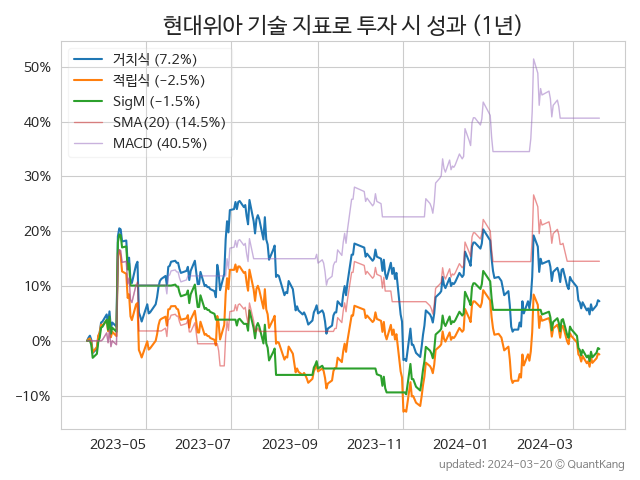 현대위아 기술 지표로 투자 시 성과 (1년)
거치식 (7.2%)
적립식 (−2.5%)
SigM (−1.5%)
SMA(20) (14.5%)
MACD (40.5%)
50%
40%
30%
20%
10%
0%
−10%
2023−05
2023−07
2023−09
2023−11
2024−01
2024−03
updated: 2024-03-20 © QuantKang